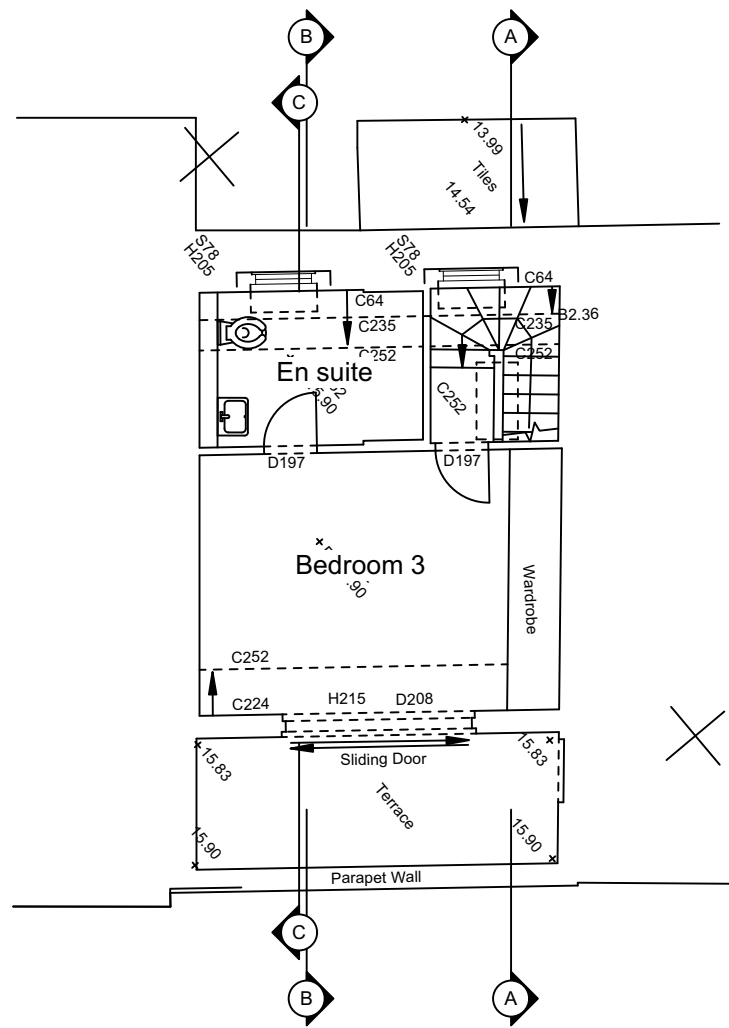 B
A
C
13.99
Tiles
14.54
S78
H205
S78
H205
C64
C64
B2.36
C235
C235
C252
C252
En suite
.90
C252
D197
D197
Bedroom 3
.90
Wardrobe
C252
C224
H215
D208
15.83
15.83
Sliding Door
Terrace
15.90
15.90
Parapet Wall
C
B
A